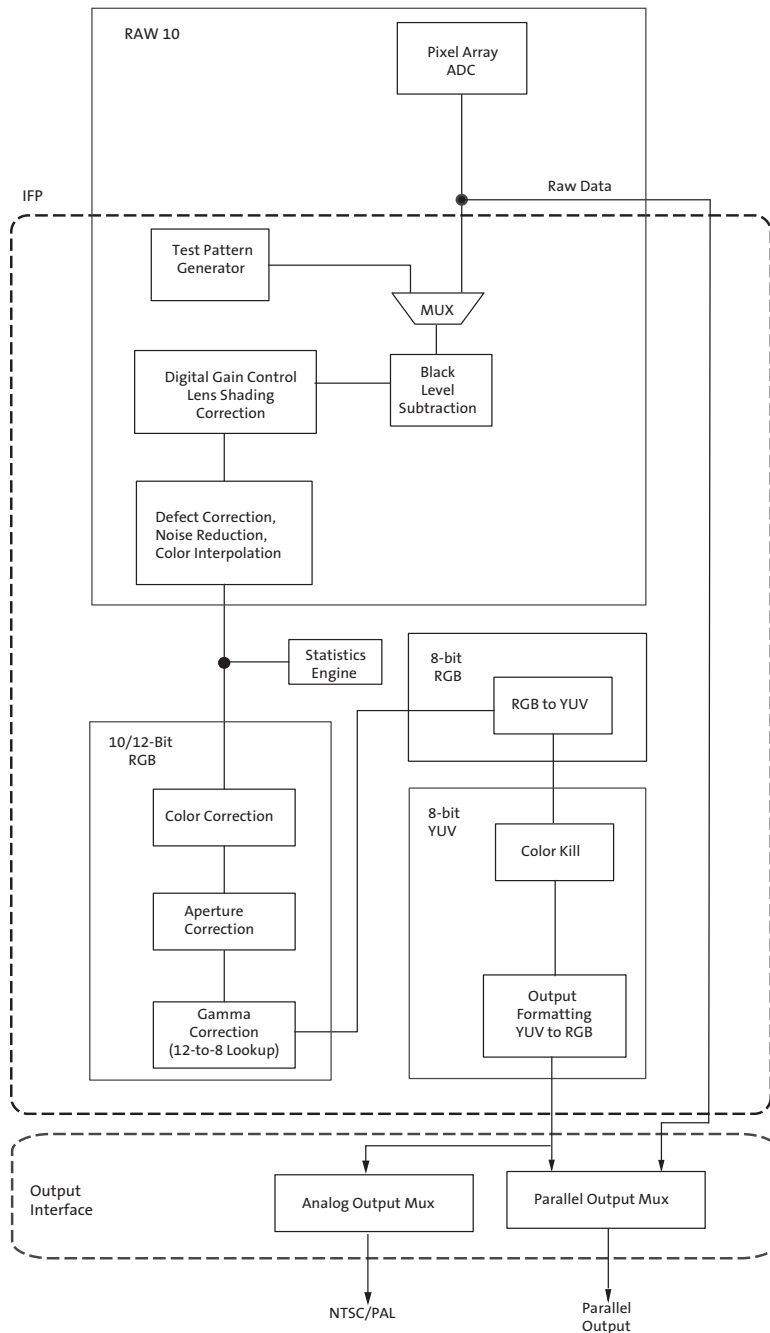 RAW 10
Pixel Array
ADC
Raw Data
IFP
Test Pattern
Generator
MUX
Digital Gain Control
Lens Shading
Correction
Black
Level
Subtraction
Defect Correction,
Noise Reduction,
Color Interpolation
Statistics
Engine
8-bit
RGB
RGB to YUV
10/12-Bit
RGB
Color Correction
Aperture
Correction
Gamma
Correction
(12-to-8 Lookup)
8-bit
YUV
Color Kill
Output
Formatting
YUV to RGB
Output
Interface
Analog Output Mux
Parallel Output Mux
NTSC/PAL
Parallel
Output